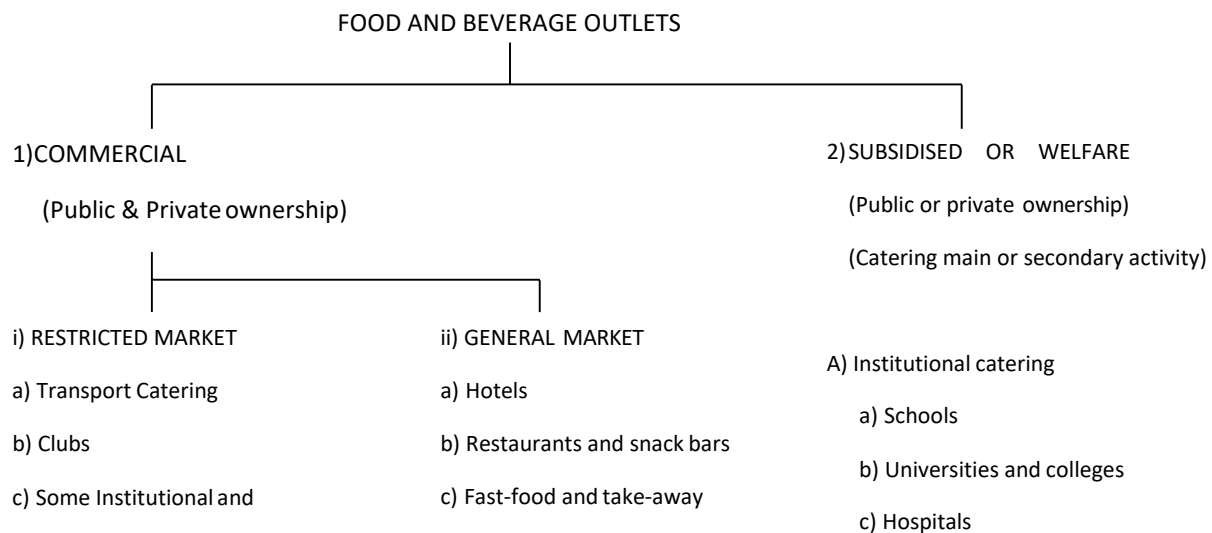 FOOD AND BEVERAGE OUTLETS
1)COMMERCIAL
(Public & Private ownership)
i) RESTRICTED MARKET
a) Transport Catering
b) Clubs
c) Some Institutional and
ii) GENERAL MARKET
a) Hotels
b) Restaurants and snack bars
c) Fast-food and take-away
2)SUBSIDISED OR WELFARE
(Public or private ownership)
(Catering main or secondary activity)
A) Institutional catering
a) Schools
b) Universities and colleges
c) Hospitals